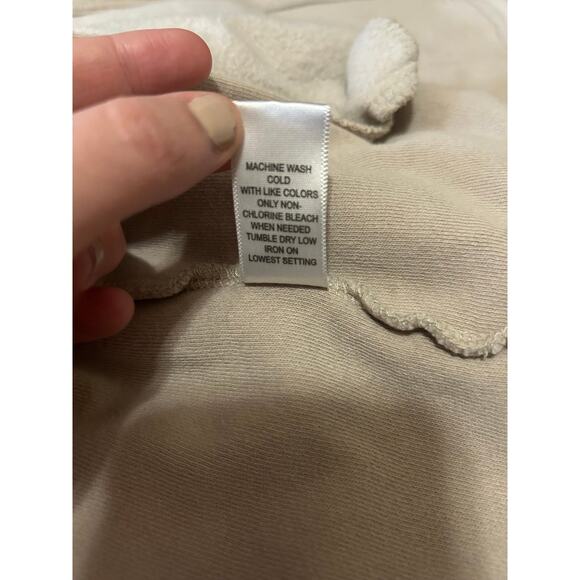 MACHINE WASH
COLD
WITH LIKE COLORS
ONLY NON-
CHLORINE BLEACH
WHEN NEEDED
TUMBLE DRY LOW
IRON ON
LOWEST SETTING